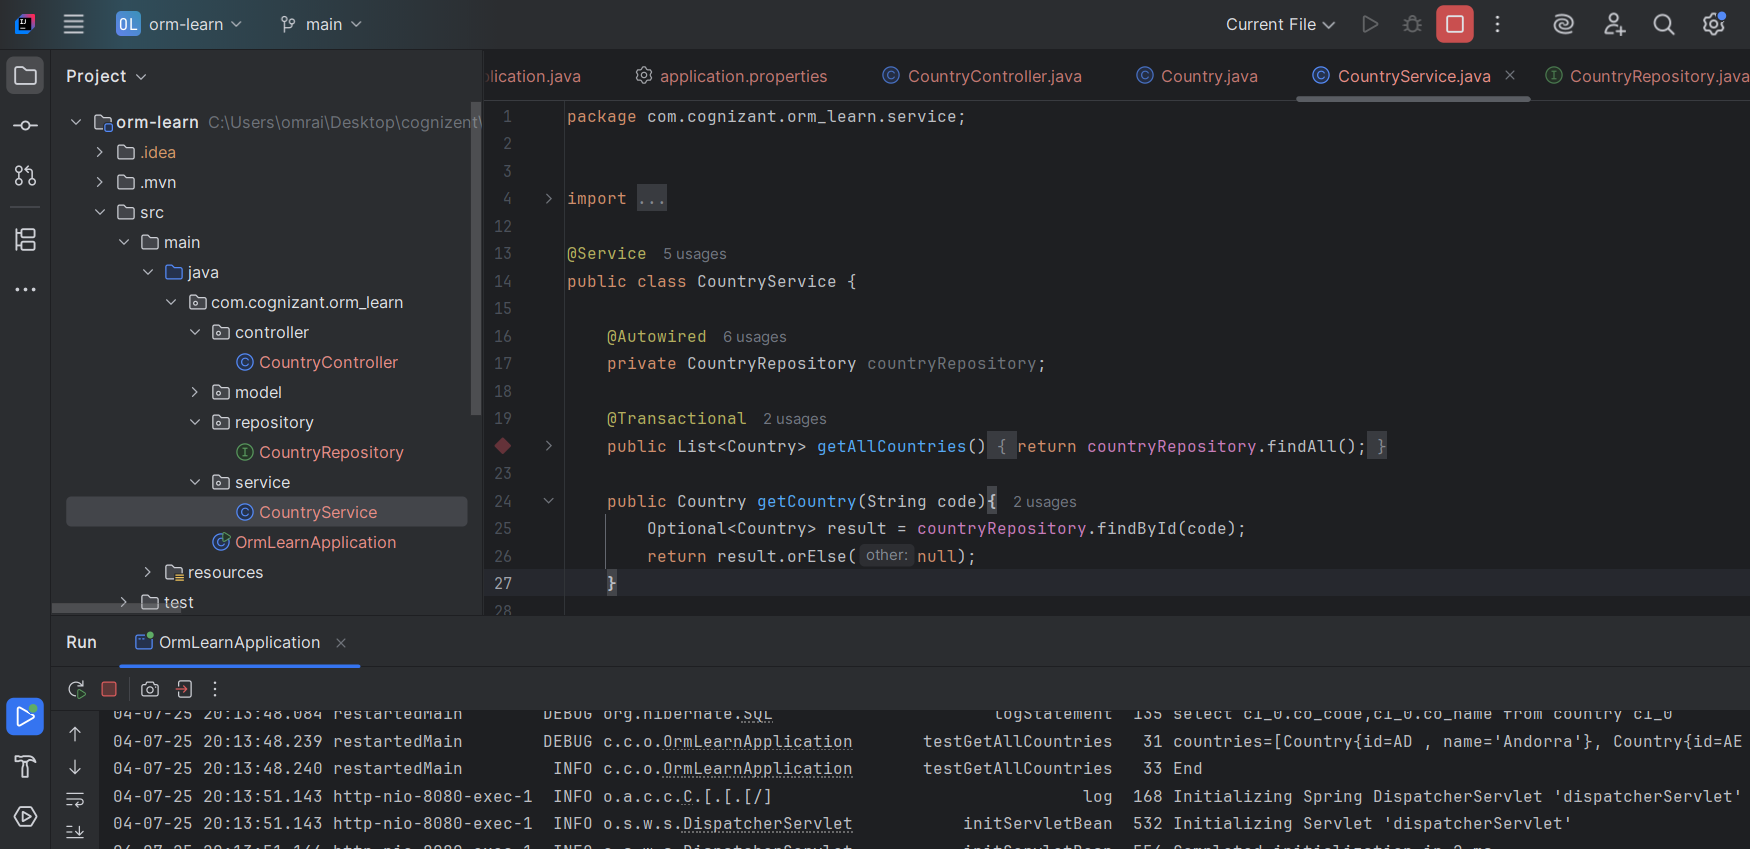 OL orm-learn main Current File
Project
lication.java application.properties CountryController.java Country.java CountryService.java CountryRepository.java
orm-learn C:\Users\omrai\Desktop\cognizent\
.idea
.mvn
src
main
java
com.cognizant.orm_learn
controller
CountryController
model
repository
CountryRepository
service
CountryService
OrmLearnApplication
resources
test
1 package com.cognizant.orm_learn.service;
2
3
4 import ...
12
13 @Service 5 usages
14 public class CountryService {
15
16 @Autowired 6 usages
17 private CountryRepository countryRepository;
18
19 @Transactional 2 usages
public List<Country> getAllCountries() { return countryRepository.findAll(); }
23
24 public Country getCountry(String code){ 2 usages
25 Optional<Country> result = countryRepository.findById(code);
26 return result.orElse( other: null);
27 }
28
Run OrmLearnApplication
04-07-25 20:13:48.084 restartedMain DEBUG org.hibernate.SQL logStatement 135 select c1_0.co_code,c1_0.co_name from country c1_0
04-07-25 20:13:48.239 restartedMain DEBUG c.c.o.OrmLearnApplication testGetAllCountries 31 countries=[Country{id=AD , name='Andorra'}, Country{id=AE
04-07-25 20:13:48.240 restartedMain INFO c.c.o.OrmLearnApplication testGetAllCountries 33 End
04-07-25 20:13:51.143 http-nio-8080-exec-1 INFO o.a.c.c.C.[.[.[/] log 168 Initializing Spring DispatcherServlet 'dispatcherServlet'
04-07-25 20:13:51.143 http-nio-8080-exec-1 INFO o.s.w.s.DispatcherServlet initServletBean 532 Initializing Servlet 'dispatcherServlet'